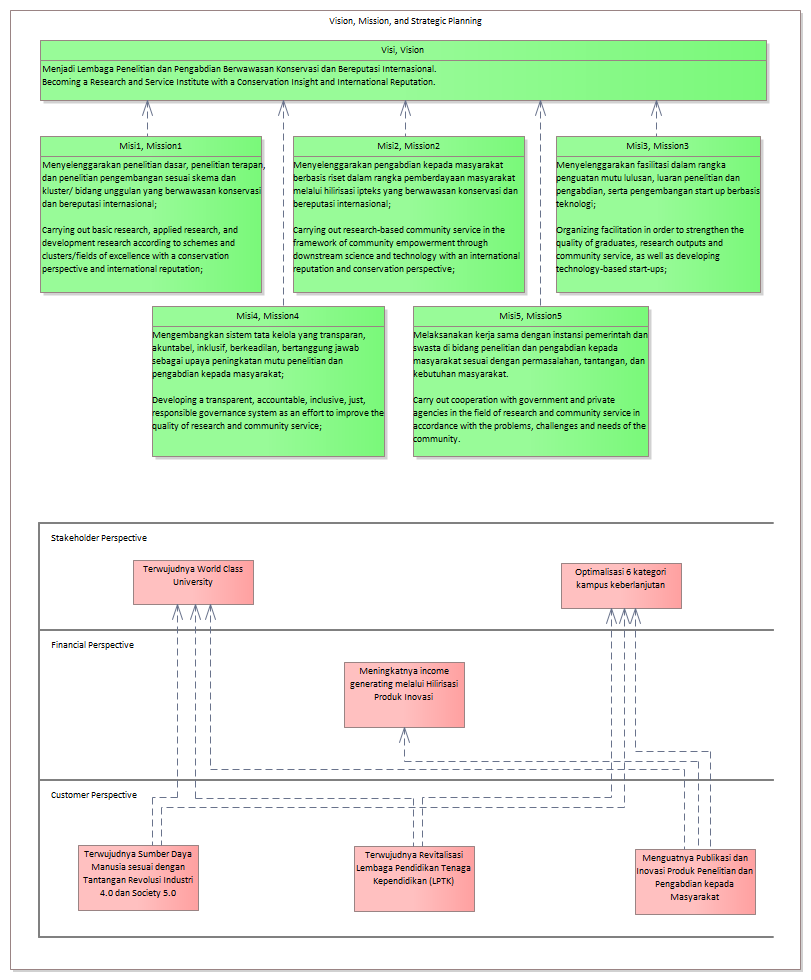 Vision, Mission, and Strategic Planning
Visi, Vision
Menjadi Lembaga Penelitian dan Pengabdian Berwawasan Konservasi dan Bereputasi Internasional.
Becoming a Research and Service Institute with a Conservation Insight and International Reputation.
Misi1, Mission1
Menyelenggarakan penelitian dasar, penelitian terapan,
dan penelitian pengembangan sesuai skema dan
kluster/ bidang unggulan yang berwawasan konservasi
dan bereputasi internasional;
Carrying out basic research, applied research, and
development research according to schemes and
clusters/fields of excellence with a conservation
perspective and international reputation;
Misi2, Mission2
Menyelenggarakan pengabdian kepada masyarakat
berbasis riset dalam rangka pemberdayaan masyarakat
melalui hilirisasi ipteks yang berwawasan konservasi dan
bereputasi internasional;
Carrying out research-based community service in the
framework of community empowerment through
downstream science and technology with an international
reputation and conservation perspective;
Misi3, Mission3
Menyelenggarakan fasilitasi dalam rangka
penguatan mutu lulusan, luaran penelitian dan
pengabdian, serta pengembangan start up berbasis
teknologi;
Organizing facilitation in order to strengthen the
quality of graduates, research outputs and
community service, as well as developing
technology-based start-ups;
Misi4, Mission4
Mengembangkan sistem tata kelola yang transparan,
akuntabel, inklusif, berkeadilan, bertanggung jawab
sebagai upaya peningkatan mutu penelitian dan
pengabdian kepada masyarakat;
Developing a transparent, accountable, inclusive, just,
responsible governance system as an effort to improve the
quality of research and community service;
Misi5, Mission5
Melaksanakan kerja sama dengan instansi pemerintah dan
swasta di bidang penelitian dan pengabdian kepada
masyarakat sesuai dengan permasalahan, tantangan, dan
kebutuhan masyarakat.
Carry out cooperation with government and private
agencies in the field of research and community service in
accordance with the problems, challenges and needs of the
community.
Stakeholder Perspective
Terwujudnya World Class
University
Optimalisasi 6 kategori
kampus keberlanjutan
Financial Perspective
Meningkatnya income
generating melalui Hilirisasi
Produk Inovasi
Customer Perspective
Terwujudnya Sumber Daya
Manusia sesuai dengan
Tantangan Revolusi Industri
4.0 dan Society 5.0
Terwujudnya Revitalisasi
Lembaga Pendidikan Tenaga
Kependidikan (LPTK)
Menguatnya Publikasi dan
Inovasi Produk Penelitian dan
Pengabdian kepada
Masyarakat